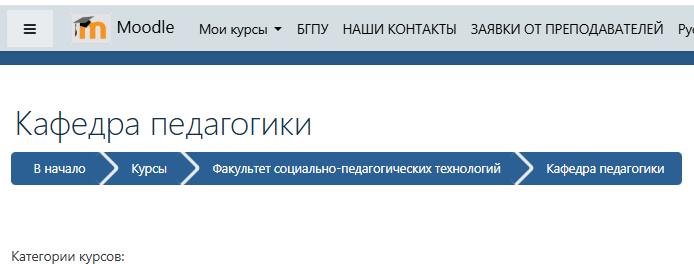 Moodle Мои курсы БГПУ НАШИ КОНТАКТЫ ЗАЯВКИ ОТ ПРЕПОДАВАТЕЛЕЙ
Кафедра педагогики
В начало Курсы Факультет социально-педагогических технологий Кафедра педагогики
Категории курсов: